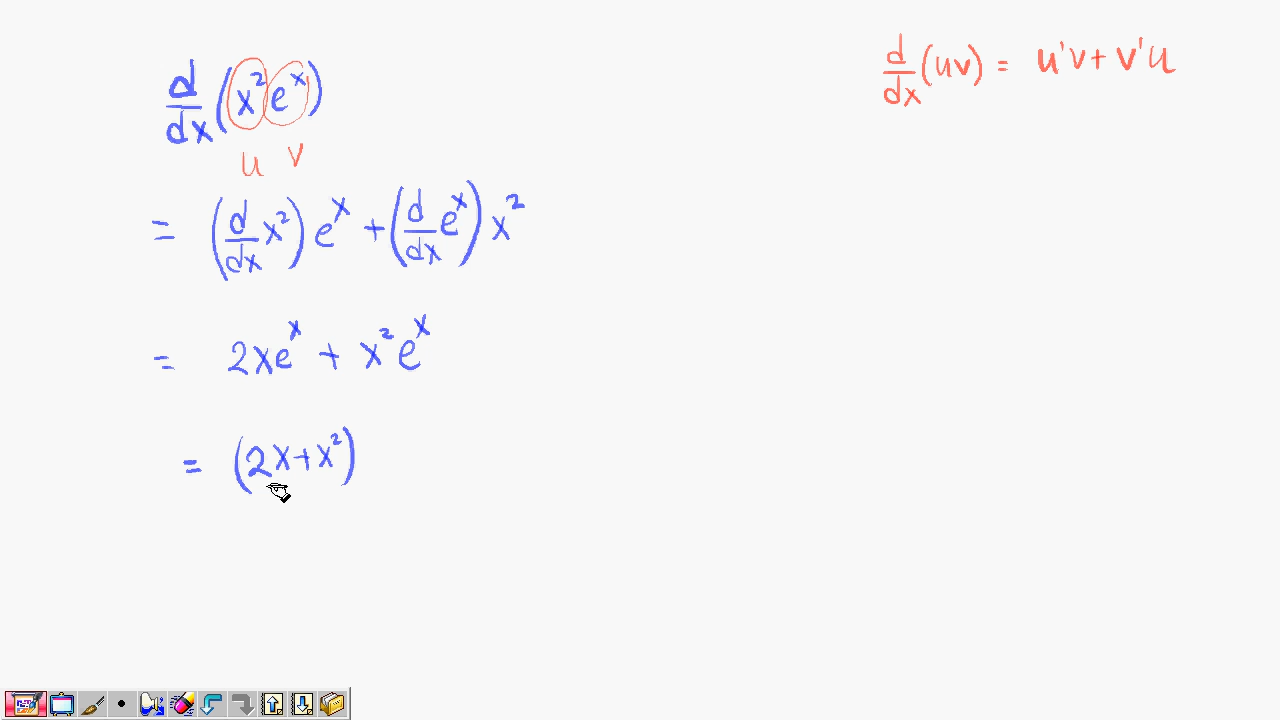 d/dx (x²eˣ)
u v
= (d/dx x²) eˣ + (d/dx eˣ) x²
= 2xeˣ + x²eˣ
= (2x+x²)
d/dx (uv) = u'v + v'u